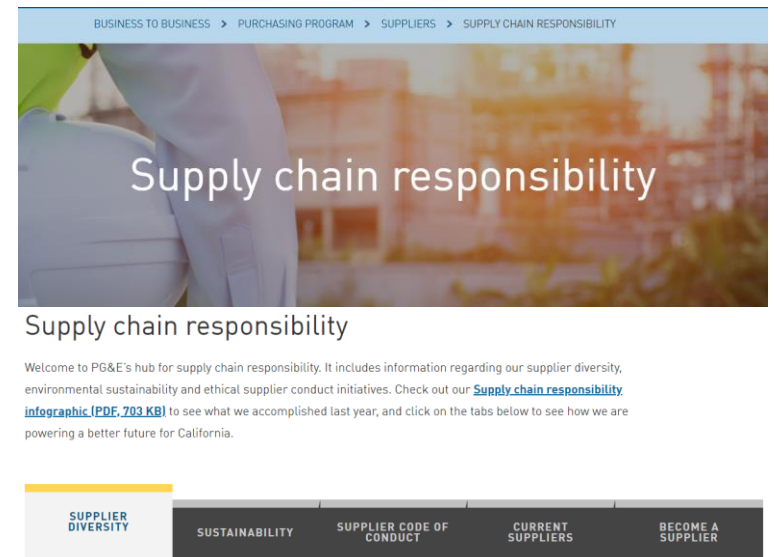 BUSINESS TO BUSINESS > PURCHASING PROGRAM > SUPPLIERS > SUPPLY CHAIN RESPONSIBILITY
Supply chain responsibility
Supply chain responsibility
Welcome to PG&E's hub for supply chain responsibility. It includes information regarding our supplier diversity,
environmental sustainability and ethical supplier conduct initiatives. Check out our Supply chain responsibility
infographic (PDF, 703 KB) to see what we accomplished last year, and click on the tabs below to see how we are
powering a better future for California.
SUPPLIER
DIVERSITY
SUSTAINABILITY
SUPPLIER CODE OF
CONDUCT
CURRENT
SUPPLIERS
BECOME A
SUPPLIER